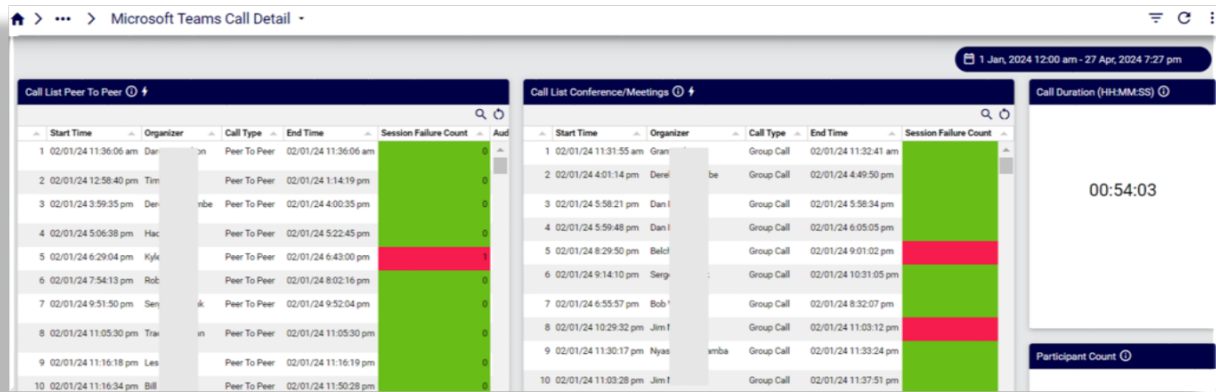 Microsoft Teams Call Detail
1 Jan, 2024 12:00 am - 27 Apr, 2024 7:27 pm
Call List Peer To Peer
Start Time Organizer Call Type End Time Session Failure Count Aud
1 02/01/24 11:36:06 am Dar on Peer To Peer 02/01/24 11:36:06 am 0
2 02/01/24 12:58:40 pm Tim Peer To Peer 02/01/24 1:14:19 pm 0
3 02/01/24 3:59:35 pm Der mbe Peer To Peer 02/01/24 4:00:35 pm 0
4 02/01/24 5:06:38 pm Hac Peer To Peer 02/01/24 5:22:45 pm 0
5 02/01/24 6:29:04 pm Kyle Peer To Peer 02/01/24 6:43:00 pm 1
6 02/01/24 7:54:13 pm Rob Peer To Peer 02/01/24 8:02:16 pm 0
7 02/01/24 9:51:50 pm Ser k Peer To Peer 02/01/24 9:52:04 pm 0
8 02/01/24 11:05:30 pm Tra n Peer To Peer 02/01/24 11:05:30 pm 0
9 02/01/24 11:16:18 pm Les Peer To Peer 02/01/24 11:16:19 pm 0
10 02/01/24 11:16:34 pm Bill Peer To Peer 02/01/24 11:50:28 pm 0
Call List Conference/Meetings
Start Time Organizer Call Type End Time Session Failure Count
1 02/01/24 11:31:55 am Gran Group Call 02/01/24 11:32:41 am
2 02/01/24 4:01:14 pm Dere be Group Call 02/01/24 4:49:50 pm
3 02/01/24 5:58:21 pm Dan Group Call 02/01/24 5:58:34 pm
4 02/01/24 5:59:48 pm Dan Group Call 02/01/24 6:05:05 pm
5 02/01/24 8:29:50 pm Belc Group Call 02/01/24 9:01:02 pm
6 02/01/24 9:14:10 pm Serg Group Call 02/01/24 10:31:05 pm
7 02/01/24 6:55:57 pm Bob Group Call 02/01/24 8:32:07 pm
8 02/01/24 10:29:32 pm Jim Group Call 02/01/24 11:03:12 pm
9 02/01/24 11:30:17 pm Nyas mba Group Call 02/01/24 11:33:24 pm
10 02/01/24 11:03:28 pm Jim Group Call 02/01/24 11:37:51 pm
Call Duration (HH:MM:SS)
00:54:03
Participant Count